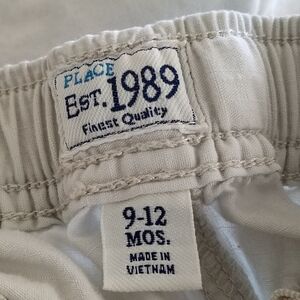 PLACE
EST. 1989
Finest Quality
9-12
MOS.
MADE IN
VIETNAM